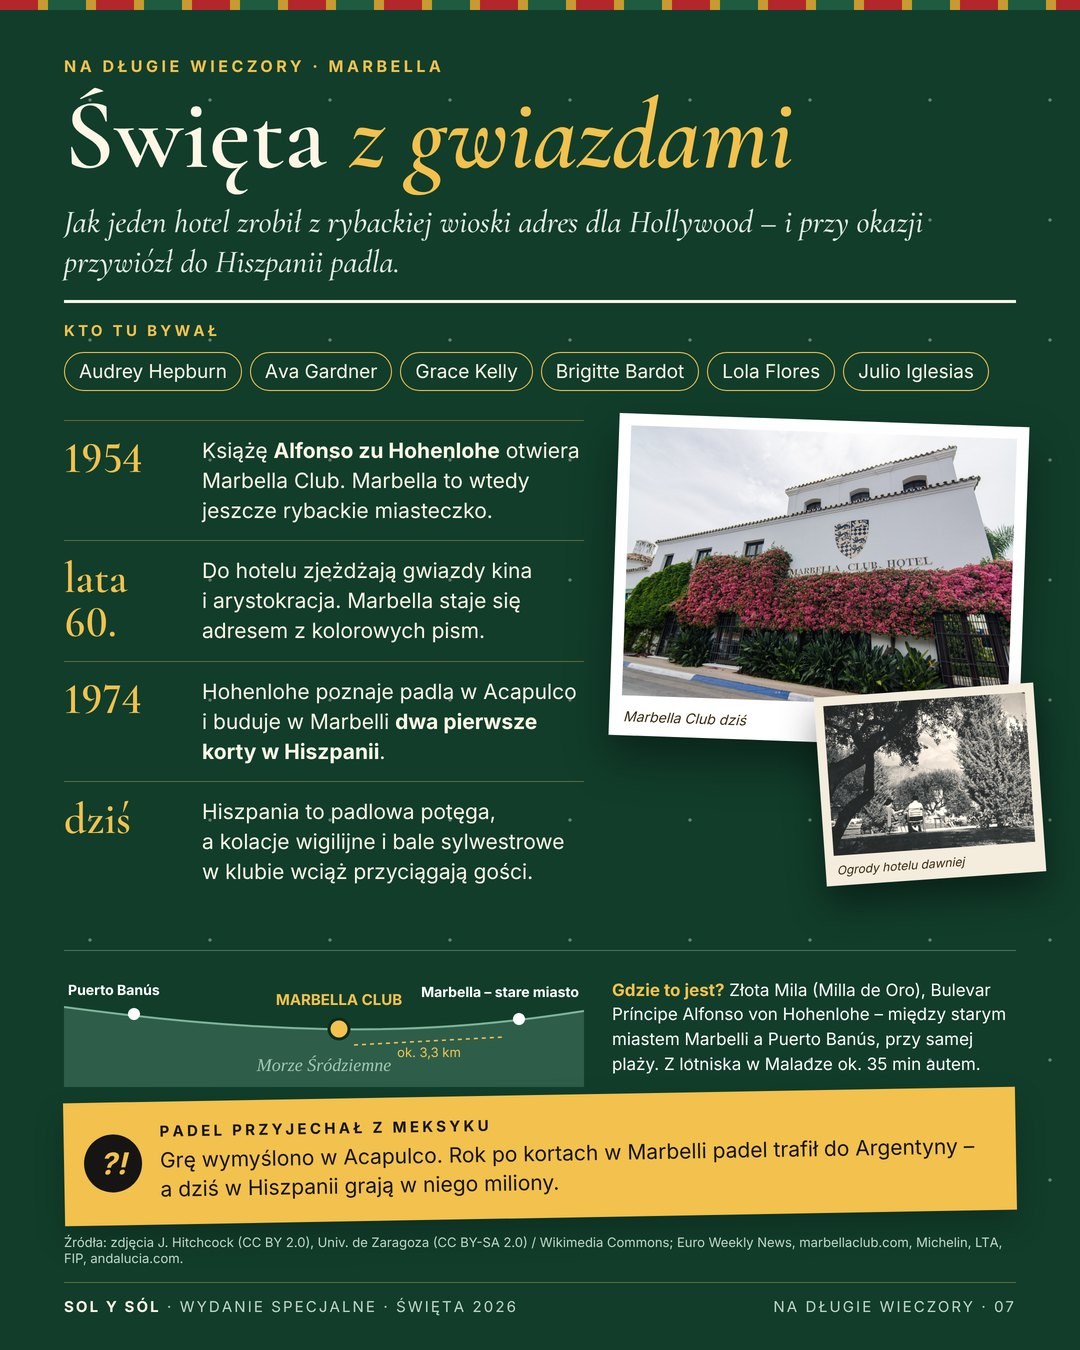 NA DŁUGIE WIECZORY · MARBELLA
Święta z gwiazdami
Jak jeden hotel zrobił z rybackiej wioski adres dla Hollywood – i przy okazji
przywiózł do Hiszpanii padla.
KTO TU BYWAŁ
Audrey Hepburn
Ava Gardner
Grace Kelly
Brigitte Bardot
Lola Flores
Julio Iglesias
1954
Książę Alfonso zu Hohenlohe otwiera
Marbella Club. Marbella to wtedy
jeszcze rybackie miasteczko.
lata
60.
Do hotelu zjeżdżają gwiazdy kina
i arystokracja. Marbella staje się
adresem z kolorowych pism.
1974
Hohenlohe poznaje padla w Acapulco
i buduje w Marbelli dwa pierwsze
korty w Hiszpanii.
dziś
Hiszpania to padlowa potęga,
a kolacje wigilijne i bale sylwestrowe
w klubie wciąż przyciągają gości.
MARBELLA CLUB HOTEL
Marbella Club dziś
Ogrody hotelu dawniej
Puerto Banús
MARBELLA CLUB
Marbella – stare miasto
ok. 3,3 km
Morze Śródziemne
Gdzie to jest? Złota Mila (Milla de Oro), Bulevar
Príncipe Alfonso von Hohenlohe – między starym
miastem Marbelli a Puerto Banús, przy samej
plaży. Z lotniska w Maladze ok. 35 min autem.
?!
PADEL PRZYJECHAŁ Z MEKSYKU
Grę wymyślono w Acapulco. Rok po kortach w Marbelli padel trafił do Argentyny –
a dziś w Hiszpanii grają w niego miliony.
Źródła: zdjęcia J. Hitchcock (CC BY 2.0), Univ. de Zaragoza (CC BY-SA 2.0) / Wikimedia Commons; Euro Weekly News, marbellaclub.com, Michelin, LTA,
FIP, andalucia.com.
SOL Y SÓL · WYDANIE SPECJALNE · ŚWIĘTA 2026
NA DŁUGIE WIECZORY · 07